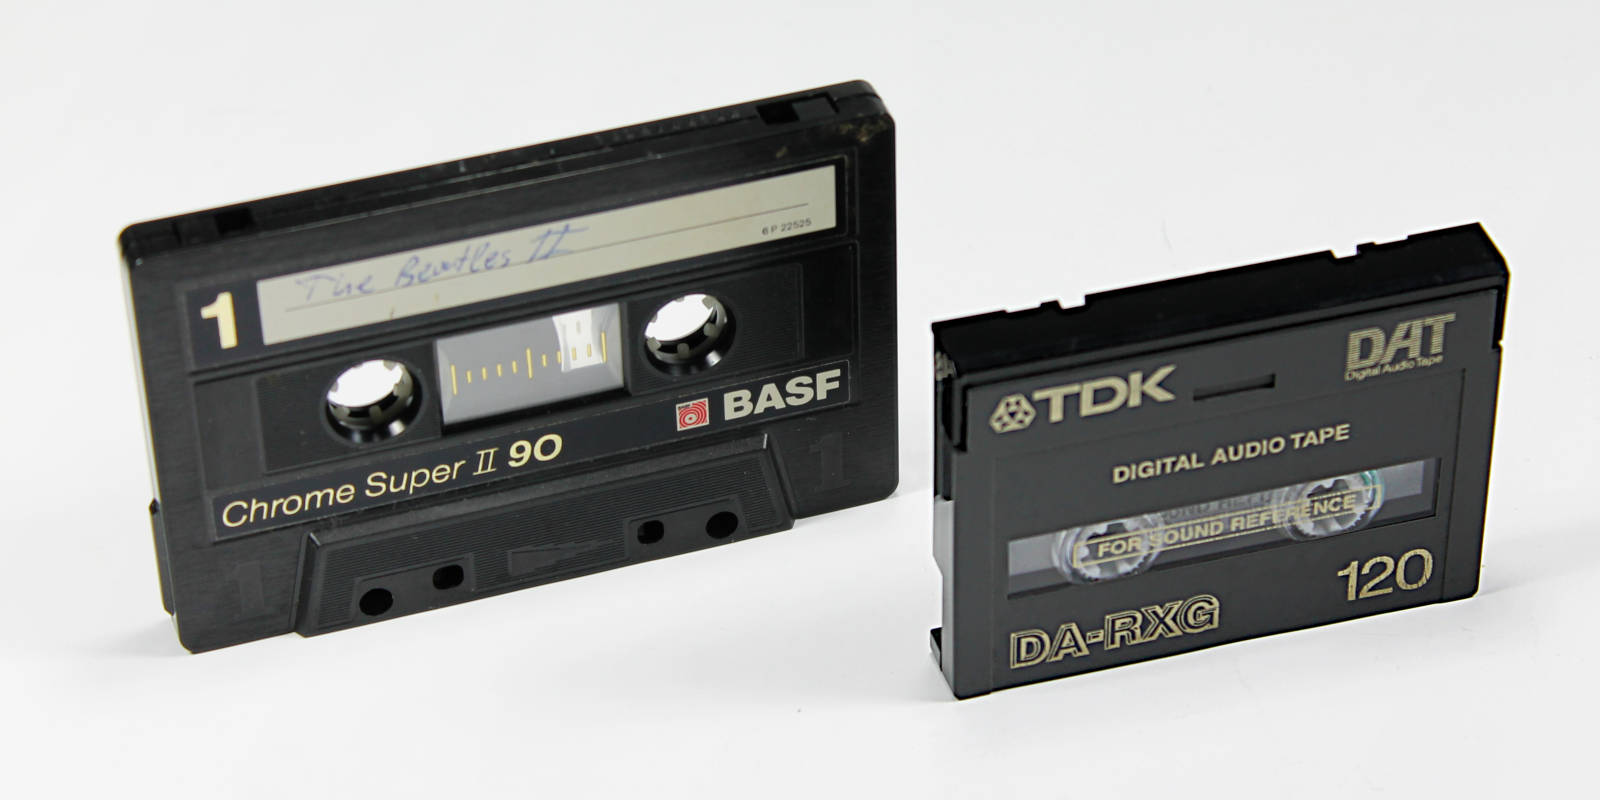 The Beatles II
6 P 22525
1
BASF
Chrome Super II 90
1
1
TDK
DAT
Digital Audio Tape
DIGITAL AUDIO TAPE
FOR SOUND REFERENCE
120
DA-RXG